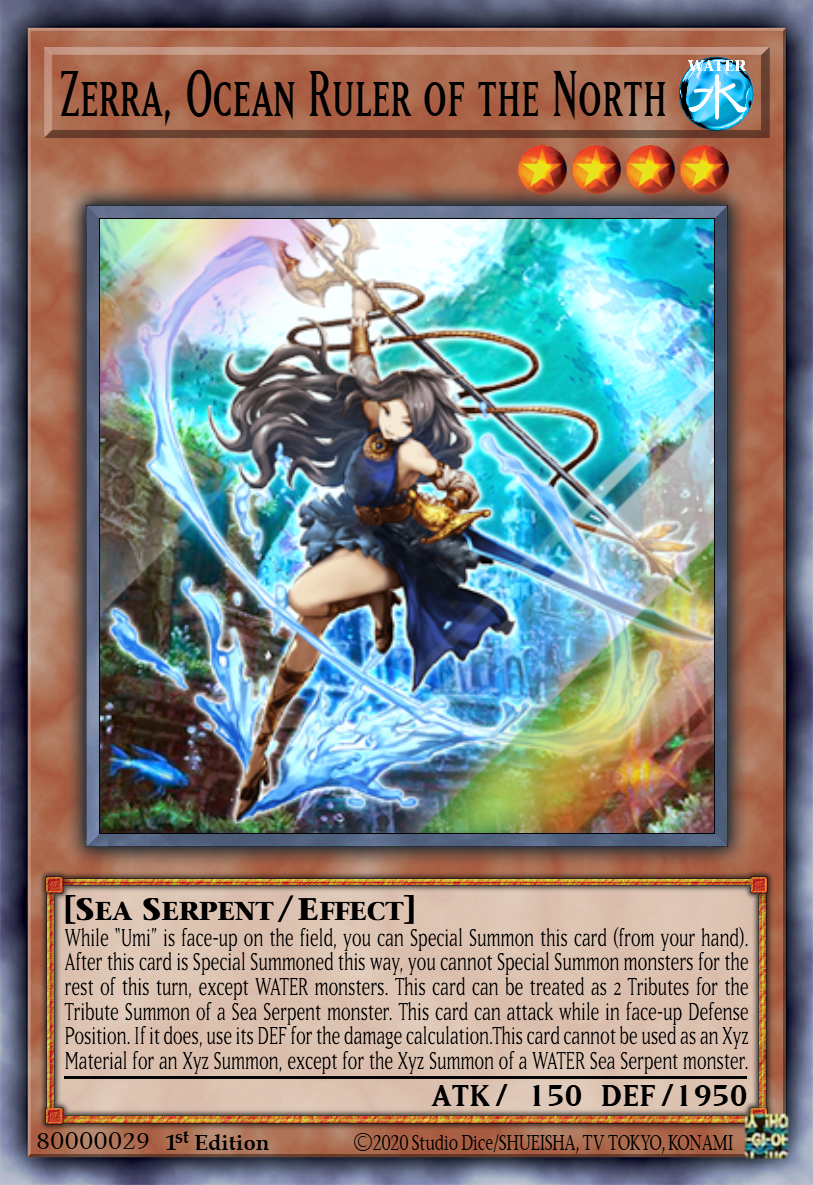 Zerra, Ocean Ruler of the North
WATER
水
[Sea Serpent/Effect]
While "Umi" is face-up on the field, you can Special Summon this card (from your hand).
After this card is Special Summoned this way, you cannot Special Summon monsters for the
rest of this turn, except WATER monsters. This card can be treated as 2 Tributes for the
Tribute Summon of a Sea Serpent monster. This card can attack while in face-up Defense
Position. If it does, use its DEF for the damage calculation.This card cannot be used as an Xyz
Material for an Xyz Summon, except for the Xyz Summon of a WATER Sea Serpent monster.
ATK/ 150 DEF/1950
80000029 1st Edition ©2020 Studio Dice/SHUEISHA, TV TOKYO, KONAMI